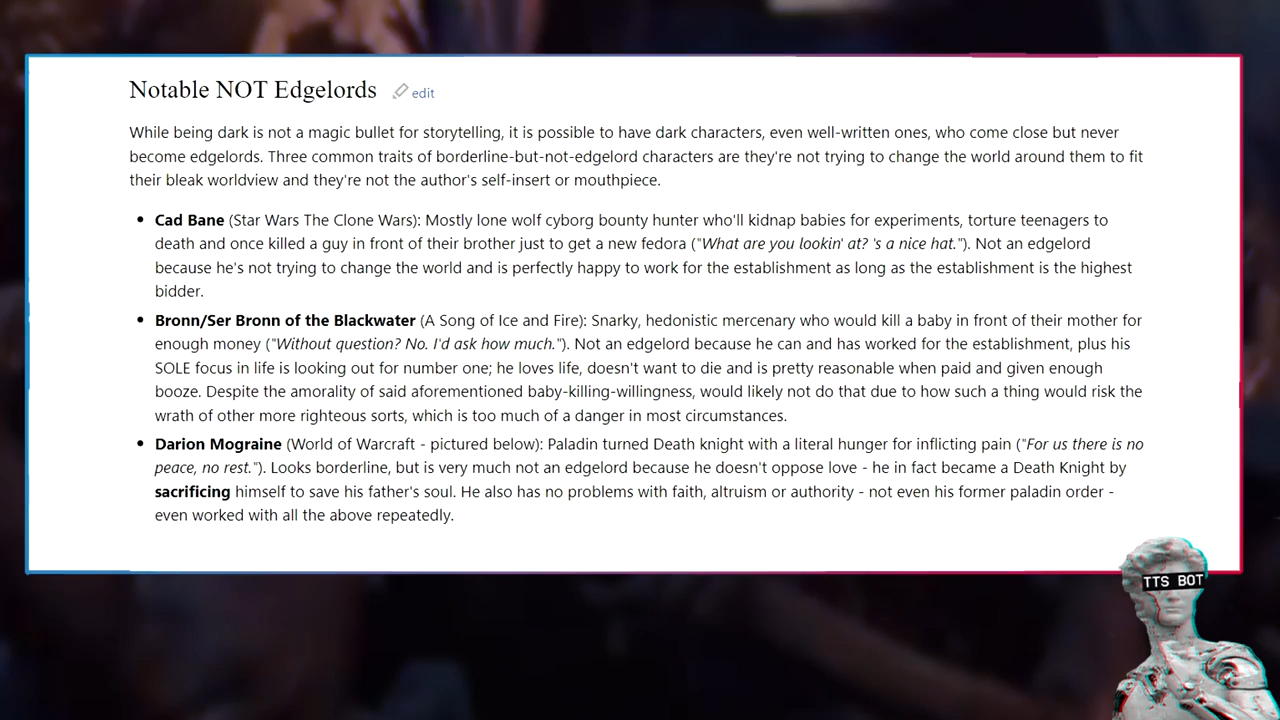 Notable NOT Edgelords edit
While being dark is not a magic bullet for storytelling, it is possible to have dark characters, even well-written ones, who come close but never
become edgelords. Three common traits of borderline-but-not-edgelord characters are they're not trying to change the world around them to fit
their bleak worldview and they're not the author's self-insert or mouthpiece.
• Cad Bane (Star Wars The Clone Wars): Mostly lone wolf cyborg bounty hunter who'll kidnap babies for experiments, torture teenagers to
death and once killed a guy in front of their brother just to get a new fedora ("What are you lookin' at? 's a nice hat."). Not an edgelord
because he's not trying to change the world and is perfectly happy to work for the establishment as long as the establishment is the highest
bidder.
• Bronn/Ser Bronn of the Blackwater (A Song of Ice and Fire): Snarky, hedonistic mercenary who would kill a baby in front of their mother for
enough money ("Without question? No. I'd ask how much."). Not an edgelord because he can and has worked for the establishment, plus his
SOLE focus in life is looking out for number one; he loves life, doesn't want to die and is pretty reasonable when paid and given enough
booze. Despite the amorality of said aforementioned baby-killing-willingness, would likely not do that due to how such a thing would risk the
wrath of other more righteous sorts, which is too much of a danger in most circumstances.
• Darion Mograine (World of Warcraft - pictured below): Paladin turned Death knight with a literal hunger for inflicting pain ("For us there is no
peace, no rest."). Looks borderline, but is very much not an edgelord because he doesn't oppose love - he in fact became a Death Knight by
sacrificing himself to save his father's soul. He also has no problems with faith, altruism or authority - not even his former paladin order -
even worked with all the above repeatedly.
TTS BOT